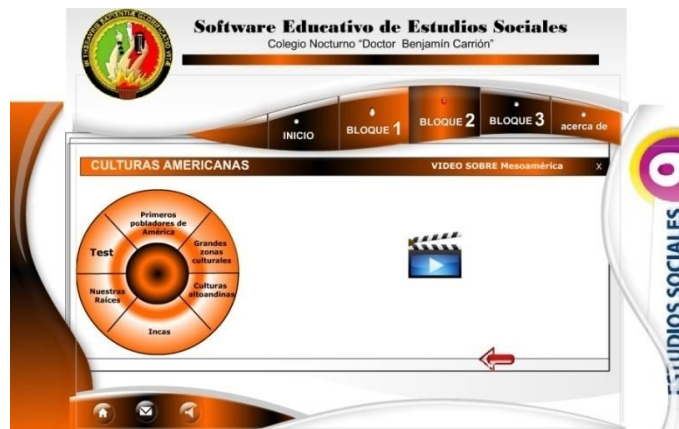 Software Educativo de Estudios Sociales
Colegio Nocturno "Doctor Benjamín Carrión"
INICIO
BLOQUE 1
BLOQUE 2
BLOQUE 3
acerca de
CULTURAS AMERICANAS
VIDEO SOBRE Mesoamérica
X
Primeros
pobladores de
América
Grandes
zonas
culturales
Culturas
altoandinas
Incas
Nuestras
Raíces
Test
9
ESTUDIOS SOCIALES